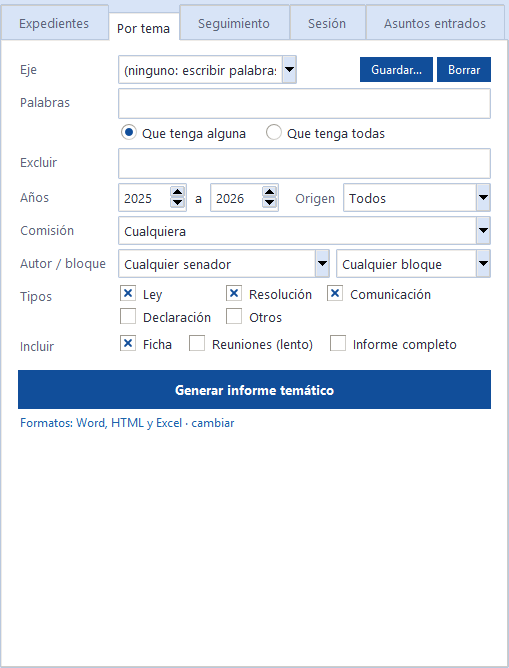 Expedientes Por tema Seguimiento Sesión Asuntos entrados
Eje (ninguno: escribir palabras Guardar... Borrar
Palabras
Que tenga alguna Que tenga todas
Excluir
Años 2025 a 2026 Origen Todos
Comisión Cualquiera
Autor / bloque Cualquier senador Cualquier bloque
Tipos Ley Resolución Comunicación
Declaración Otros
Incluir Ficha Reuniones (lento) Informe completo
Generar informe temático
Formatos: Word, HTML y Excel · cambiar